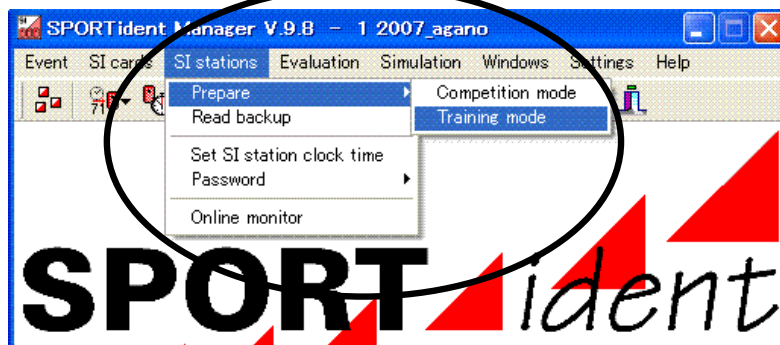 SPORTident Manager V.9.8 - 1 2007_agano
Event SI cards SI stations Evaluation Simulation Windows Settings Help
Prepare
Competition mode
Read backup
Training mode
Set SI station clock time
Password
Online monitor
SPORT ident